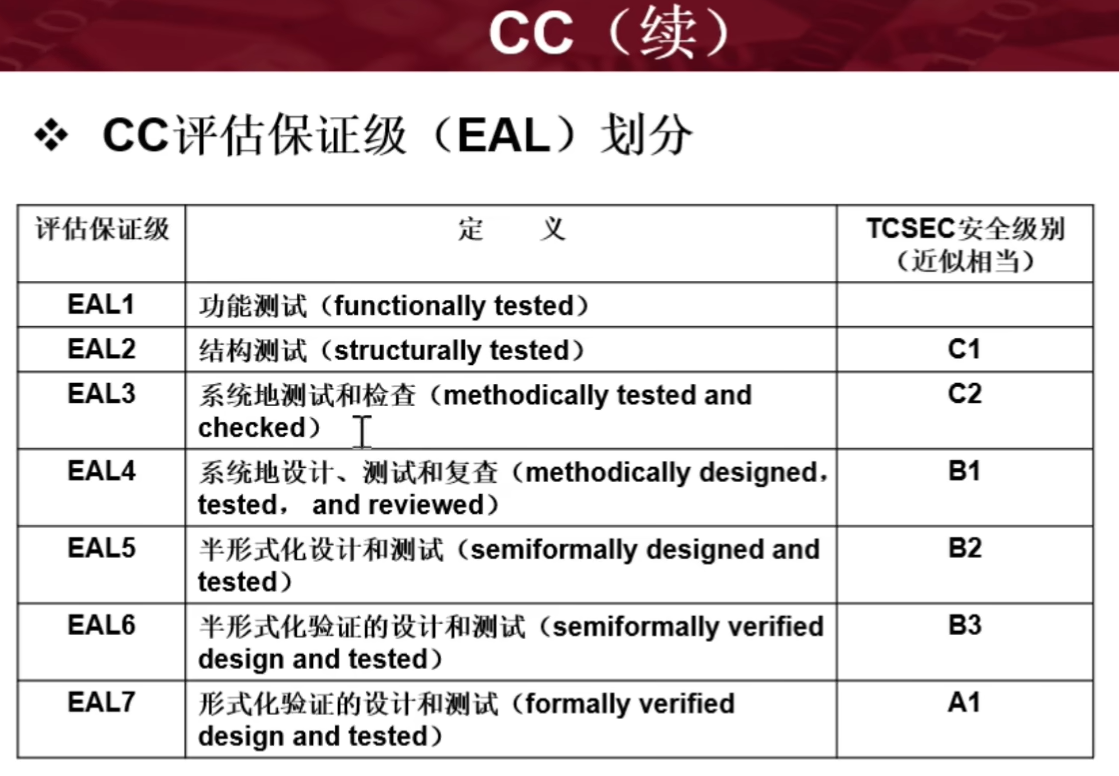 CC（续）
❖ CC评估保证级（EAL）划分
评估保证级
定　　义
TCSEC安全级别
（近似相当）
EAL1
功能测试（functionally tested）
EAL2
结构测试（structurally tested）
C1
EAL3
系统地测试和检查（methodically tested and
checked）
C2
EAL4
系统地设计、测试和复查（methodically designed，
tested， and reviewed）
B1
EAL5
半形式化设计和测试（semiformally designed and
tested）
B2
EAL6
半形式化验证的设计和测试（semiformally verified
design and tested）
B3
EAL7
形式化验证的设计和测试（formally verified
design and tested）
A1